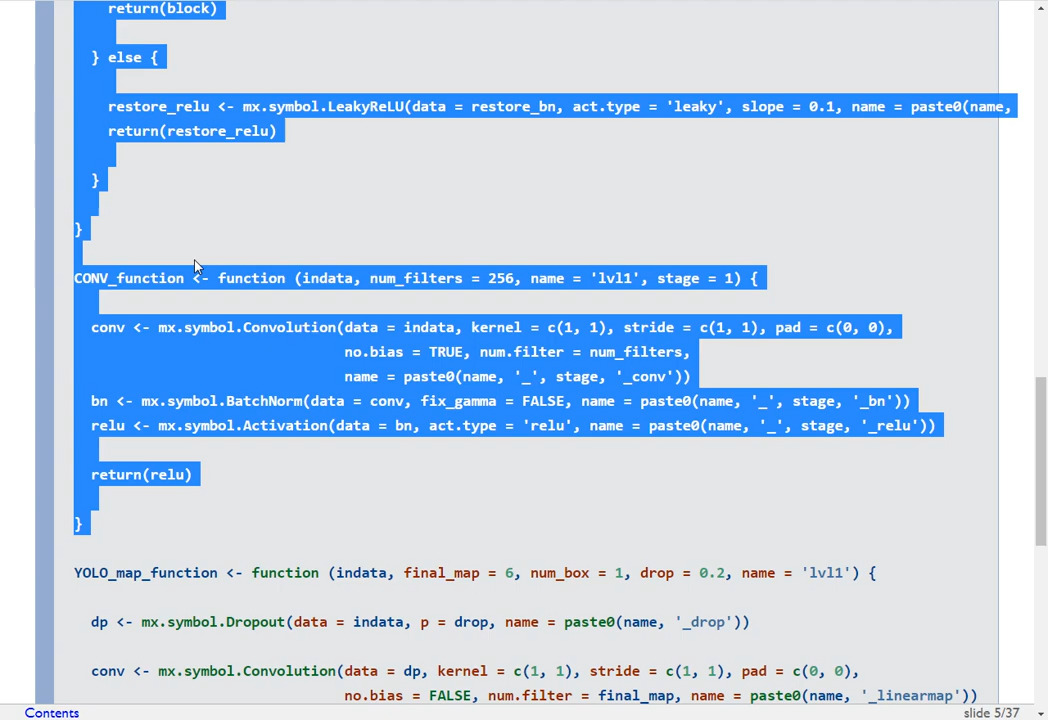 return(block)
} else {
restore_relu <- mx.symbol.LeakyReLU(data = restore_bn, act.type = 'leaky', slope = 0.1, name = paste0(name,
return(restore_relu)
}
}
CONV_function <- function (indata, num_filters = 256, name = 'lvl1', stage = 1) {
conv <- mx.symbol.Convolution(data = indata, kernel = c(1, 1), stride = c(1, 1), pad = c(0, 0),
no.bias = TRUE, num.filter = num_filters,
name = paste0(name, '_', stage, '_conv'))
bn <- mx.symbol.BatchNorm(data = conv, fix_gamma = FALSE, name = paste0(name, '_', stage, '_bn'))
relu <- mx.symbol.Activation(data = bn, act.type = 'relu', name = paste0(name, '_', stage, '_relu'))
return(relu)
}
YOLO_map_function <- function (indata, final_map = 6, num_box = 1, drop = 0.2, name = 'lvl1') {
dp <- mx.symbol.Dropout(data = indata, p = drop, name = paste0(name, '_drop'))
conv <- mx.symbol.Convolution(data = dp, kernel = c(1, 1), stride = c(1, 1), pad = c(0, 0),
no.bias = FALSE, num.filter = final_map, name = paste0(name, '_linearmap'))
Contents
slide 5/37